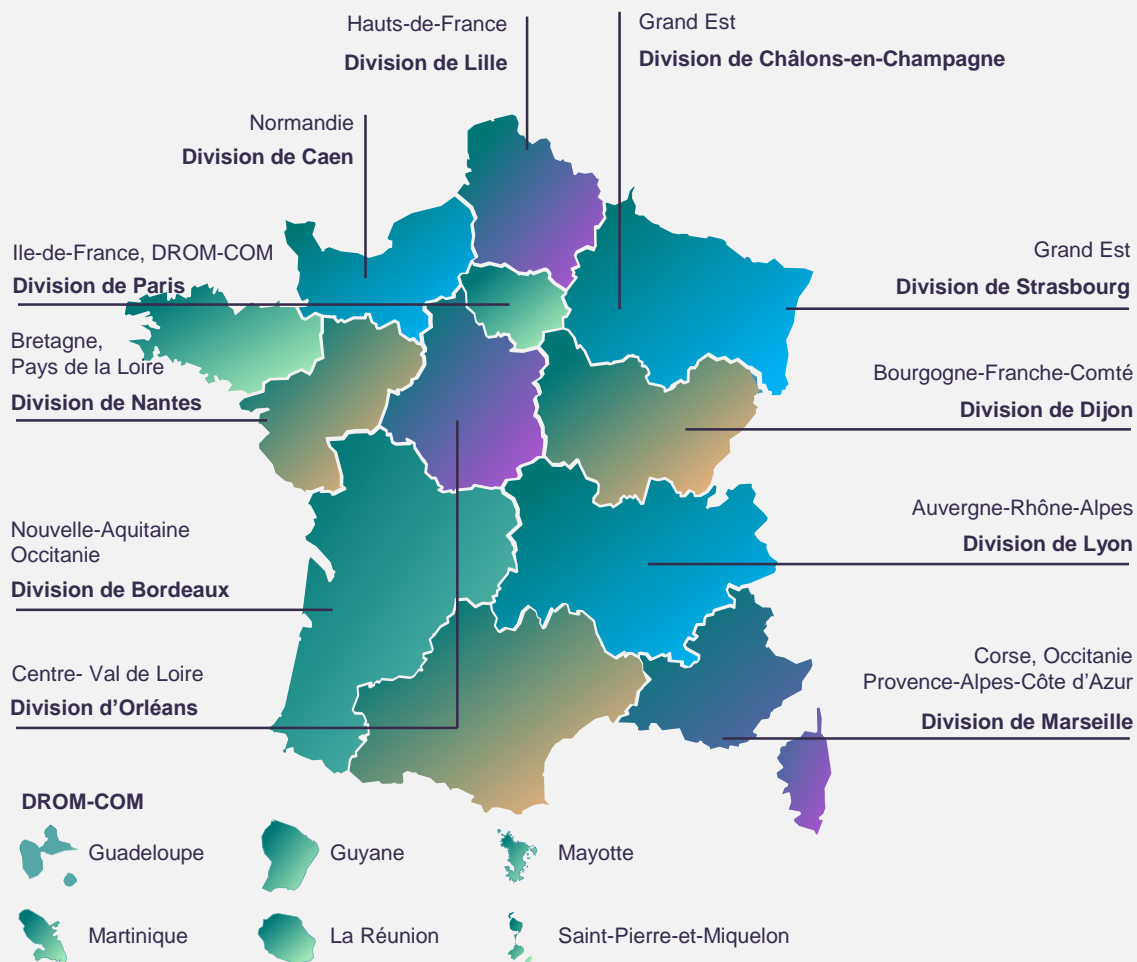 Hauts-de-France
Division de Lille
Grand Est
Division de Châlons-en-Champagne
Normandie
Division de Caen
Ile-de-France, DROM-COM
Division de Paris
Grand Est
Division de Strasbourg
Bretagne,
Pays de la Loire
Division de Nantes
Bourgogne-Franche-Comté
Division de Dijon
Nouvelle-Aquitaine
Occitanie
Division de Bordeaux
Auvergne-Rhône-Alpes
Division de Lyon
Centre- Val de Loire
Division d’Orléans
Corse, Occitanie
Provence-Alpes-Côte d’Azur
Division de Marseille
DROM-COM
Guadeloupe
Guyane
Mayotte
Martinique
La Réunion
Saint-Pierre-et-Miquelon